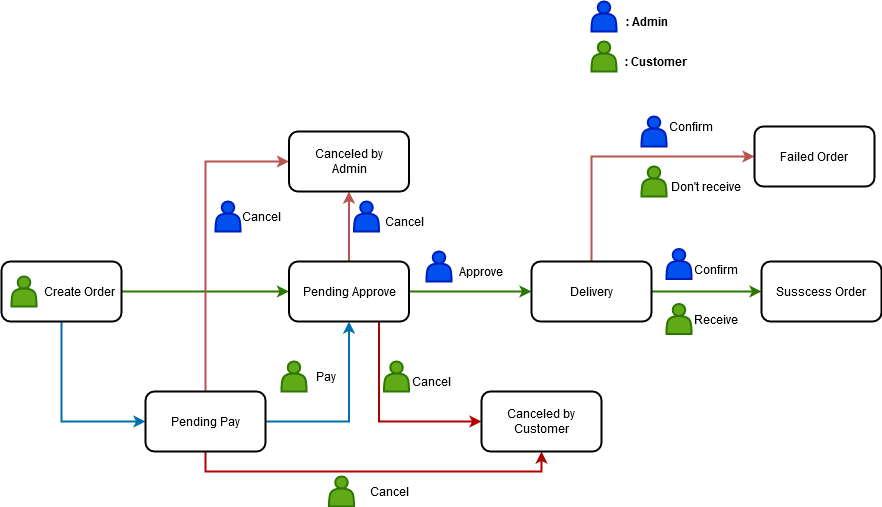 : Admin
: Customer
Confirm
Failed Order
Don't receive
Canceled by
Admin
Cancel
Cancel
Create Order
Pending Approve
Approve
Delivery
Confirm
Receive
Susscess Order
Pay
Cancel
Pending Pay
Canceled by
Customer
Cancel